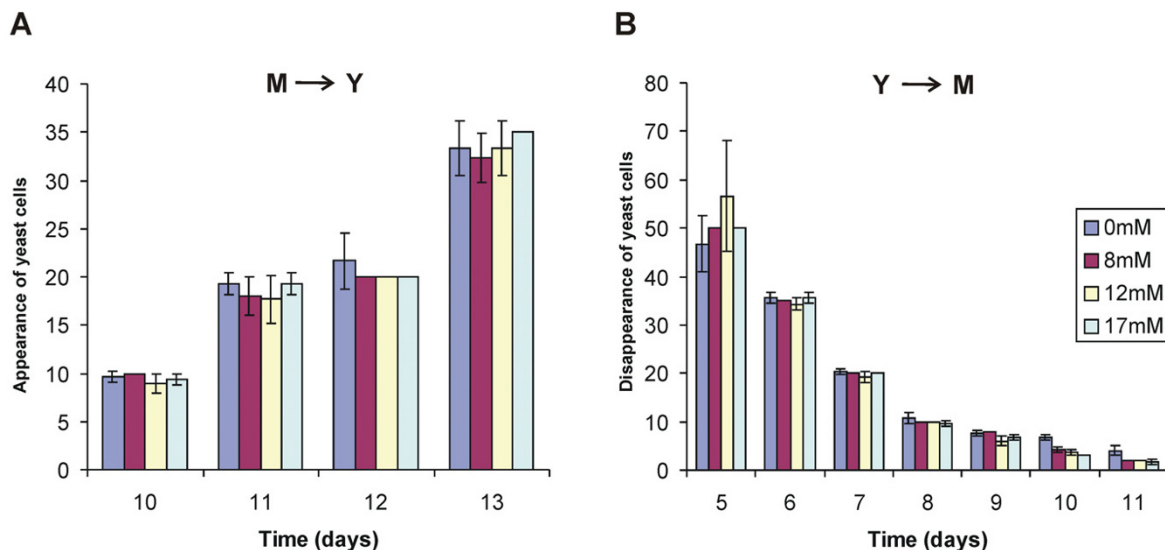 A
M → Y
Appearance of yeast cells
40
35
30
25
20
15
10
5
0
10 11 12 13
Time (days)
B
Y → M
Disappearance of yeast cells
80
70
60
50
40
30
20
10
0
5 6 7 8 9 10 11
Time (days)
0mM
8mM
12mM
17mM